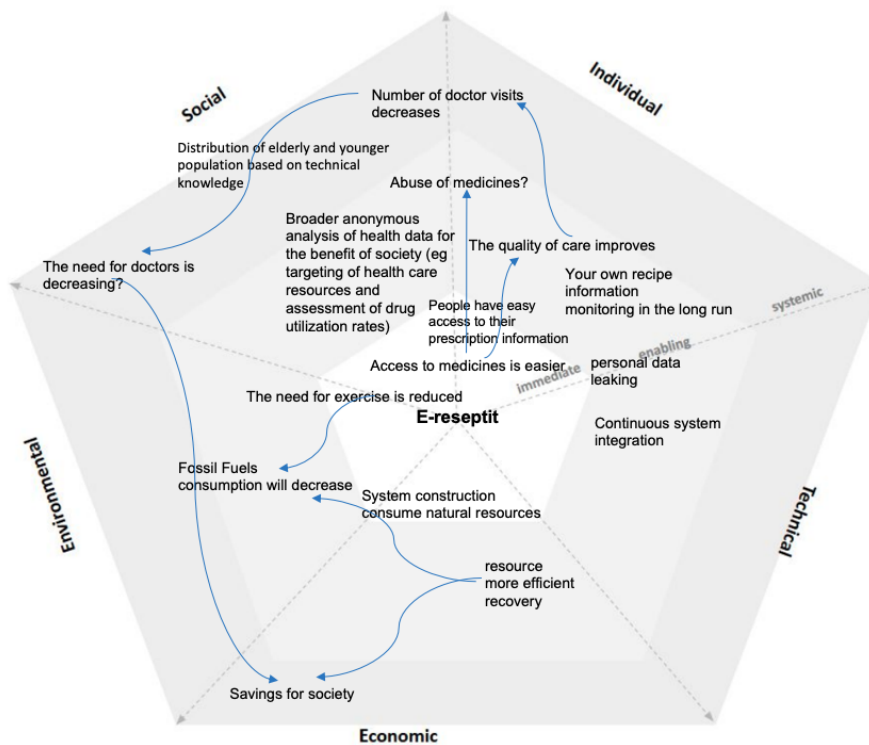 Social
Individual
Number of doctor visits
decreases
Distribution of elderly and younger
population based on technical
knowledge
Abuse of medicines?
Broader anonymous
analysis of health data for
the benefit of society (eg
targeting of health care
resources and
assessment of drug
utilization rates)
The quality of care improves
The need for doctors is
decreasing?
Your own recipe
information
monitoring in the long run
systemic
People have easy
access to their
prescription information
enabling
Access to medicines is easier
immediate
personal data
leaking
The need for exercise is reduced
E-reseptit
Continuous system
integration
Environmental
Fossil Fuels
consumption will decrease
System construction
consume natural resources
Technical
resource
more efficient
recovery
Savings for society
Economic